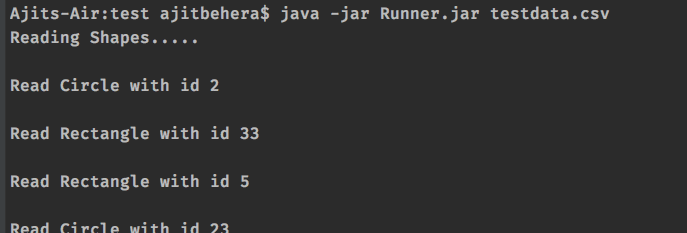 Ajits-Air:test ajitbehera$ java -jar Runner.jar testdata.csv
Reading Shapes.....
Read Circle with id 2
Read Rectangle with id 33
Read Rectangle with id 5
Read Circle with id 23